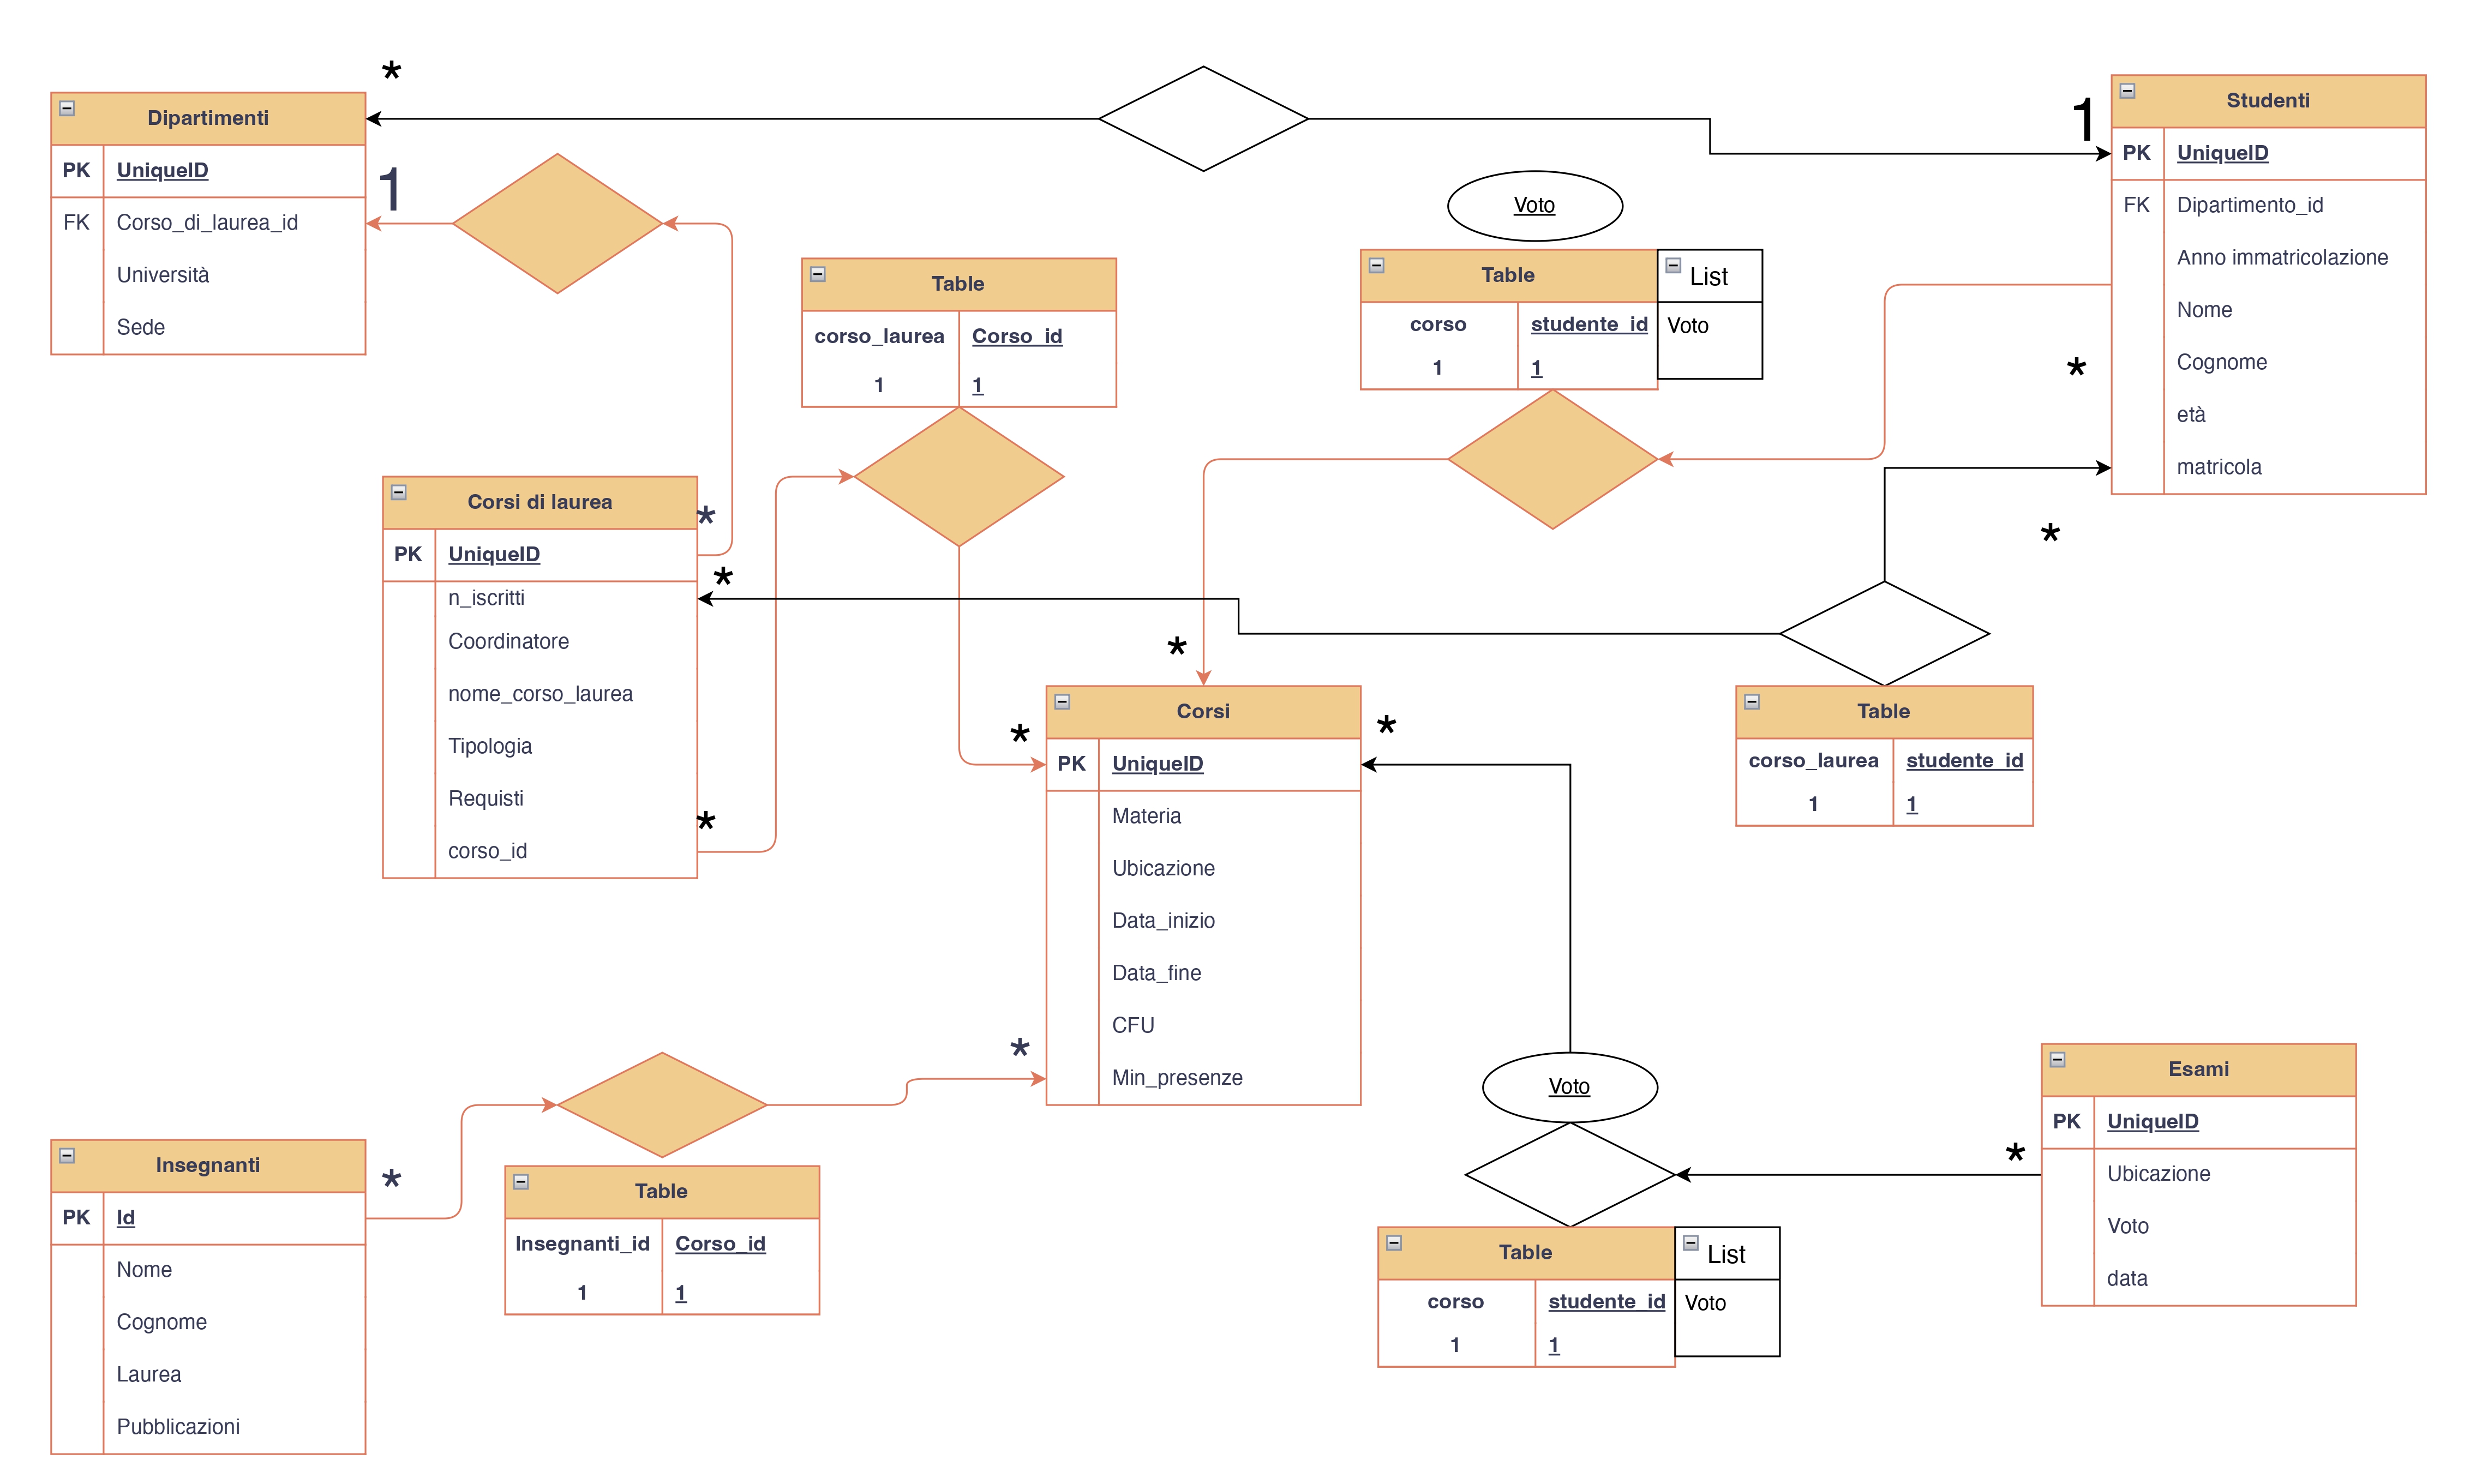 *
1
Dipartimenti
PK UniqueID
FK Corso_di_laurea_id
Università
Sede
1
Studenti
PK UniqueID
FK Dipartimento_id
Anno immatricolazione
Nome
Cognome
età
matricola
*
*
Voto
Table
corso_laurea Corso_id
1 1
Table
corso studente_id
1 1
List
Voto
Corsi di laurea
PK UniqueID
n_iscritti
Coordinatore
nome_corso_laurea
Tipologia
Requisti
corso_id
*
*
*
*
*
*
Corsi
PK UniqueID
Materia
Ubicazione
Data_inizio
Data_fine
CFU
Min_presenze
*
Table
corso_laurea studente_id
1 1
Insegnanti
PK Id
Nome
Cognome
Laurea
Pubblicazioni
*
Table
Insegnanti_id Corso_id
1 1
Voto
Table
corso studente_id
1 1
List
Voto
*
Esami
PK UniqueID
Ubicazione
Voto
data